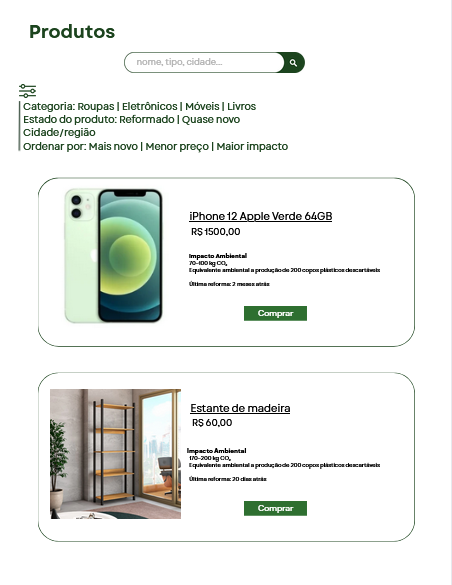 Produtos
nome, tipo, cidade...
Categoria: Roupas | Eletrônicos | Móveis | Livros
Estado do produto: Reformado | Quase novo
Cidade/região
Ordenar por: Mais novo | Menor preço | Maior impacto
iPhone 12 Apple Verde 64GB
R$ 1500,00
Impacto Ambiental
70-100 kg CO₂
Equivalente ambiental a produção de 200 copos plásticos descartáveis
Última reforma: 2 meses atrás
Comprar
Estante de madeira
R$ 60,00
Impacto Ambiental
170-200 kg CO₂
Equivalente ambiental a produção de 200 copos plásticos descartáveis
Última reforma: 20 dias atrás
Comprar